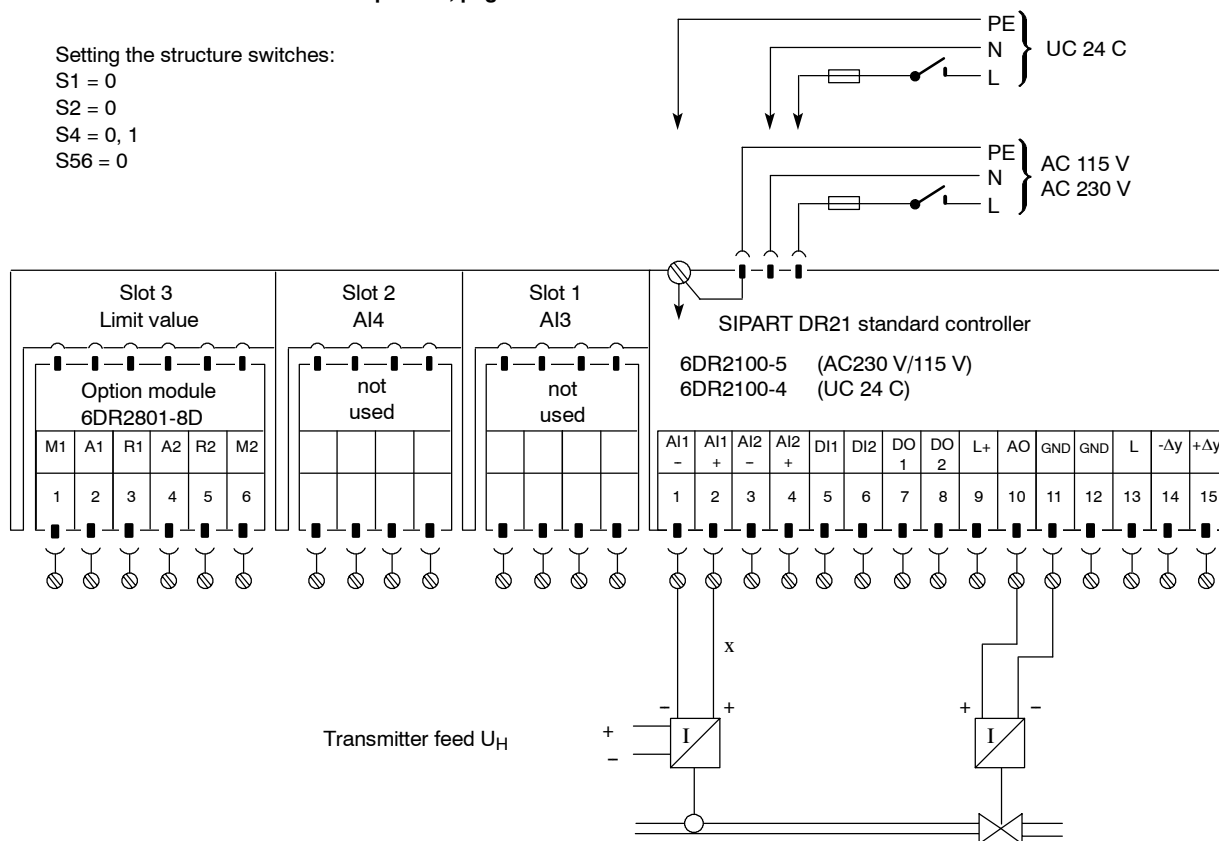 Setting the structure switches:
S1 = 0
S2 = 0
S4 = 0, 1
S56 = 0
PE
N
L
UC 24 C
PE
N
L
AC 115 V
AC 230 V
Slot 3
Limit value
Slot 2
AI4
Slot 1
AI3
SIPART DR21 standard controller
6DR2100-5 (AC230 V/115 V)
6DR2100-4 (UC 24 C)
Option module
6DR2801-8D
not
used
not
used
M1 A1 R1 A2 R2 M2
1 2 3 4 5 6
AI1 − AI1 + AI2 − AI2 + DI1 DI2 DO 1 DO 2 L+ AO GND GND L -Δy +Δy
1 2 3 4 5 6 7 8 9 10 11 12 13 14 15
x
− +
+ −
Transmitter feed UH
+
−
I
I